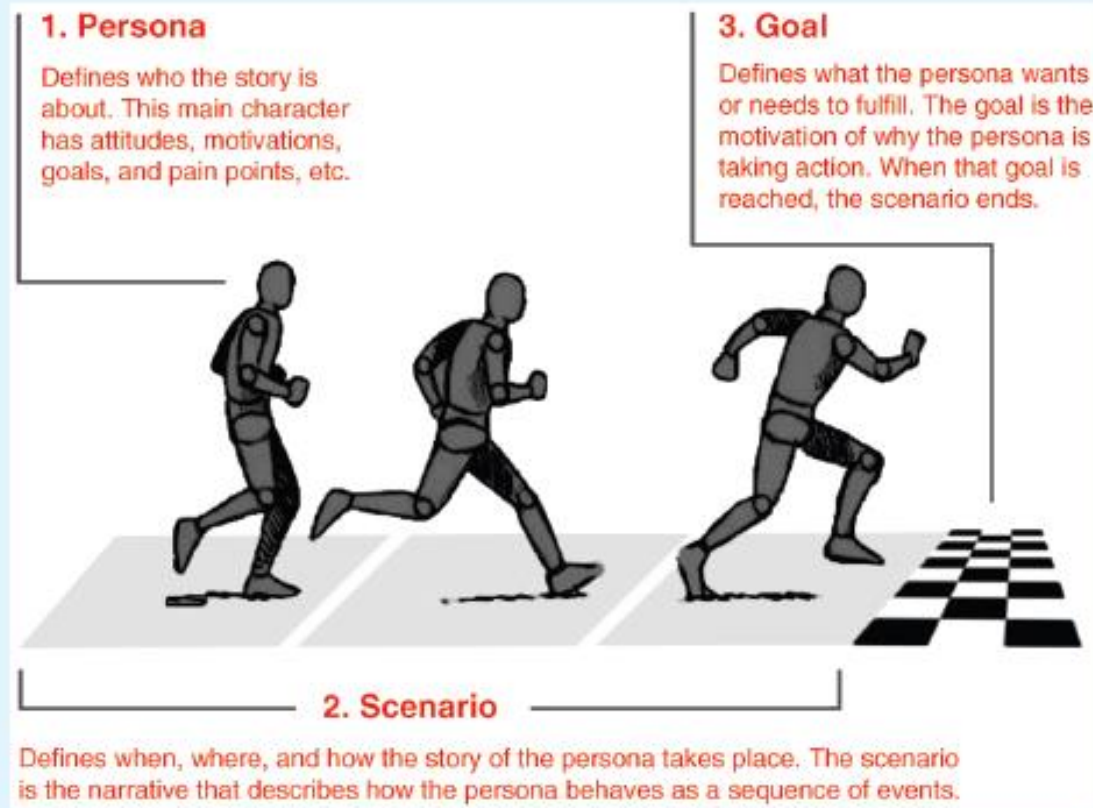 1. Persona
Defines who the story is
about. This main character
has attitudes, motivations,
goals, and pain points, etc.
3. Goal
Defines what the persona wants
or needs to fulfill. The goal is the
motivation of why the persona is
taking action. When that goal is
reached, the scenario ends.
2. Scenario
Defines when, where, and how the story of the persona takes place. The scenario
is the narrative that describes how the persona behaves as a sequence of events.